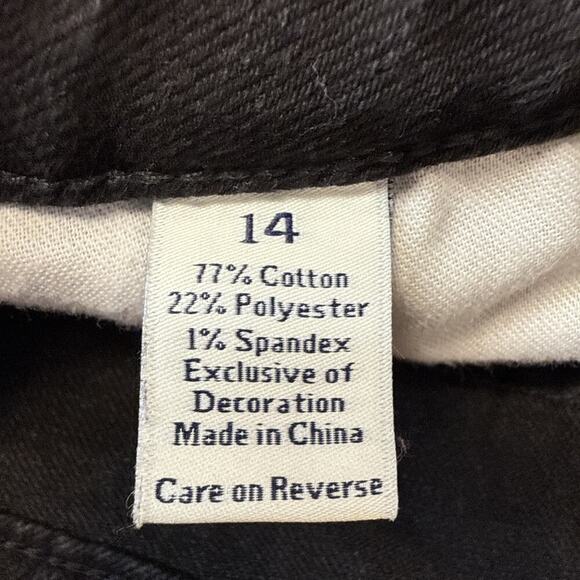 14
77% Cotton
22% Polyester
1% Spandex
Exclusive of
Decoration
Made in China
Care on Reverse